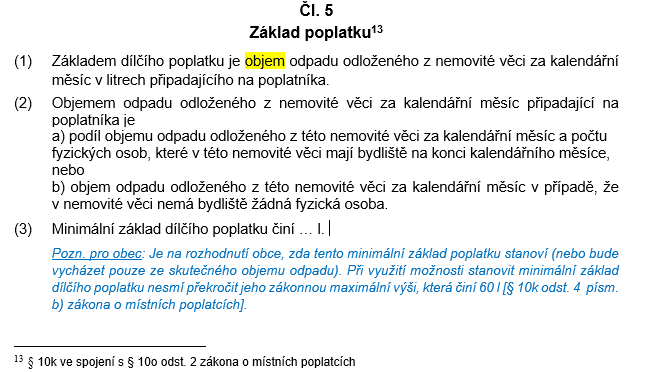 Čl. 5
Základ poplatku13
(1) Základem dílčího poplatku je objem odpadu odloženého z nemovité věci za kalendářní
měsíc v litrech připadajícího na poplatníka.
(2) Objemem odpadu odloženého z nemovité věci za kalendářní měsíc připadající na
poplatníka je
a) podíl objemu odpadu odloženého z této nemovité věci za kalendářní měsíc a počtu
fyzických osob, které v této nemovité věci mají bydliště na konci kalendářního měsíce,
nebo
b) objem odpadu odloženého z této nemovité věci za kalendářní měsíc v případě, že
v nemovité věci nemá bydliště žádná fyzická osoba.
(3) Minimální základ dílčího poplatku činí … l.
Pozn. pro obec: Je na rozhodnutí obce, zda tento minimální základ poplatku stanoví (nebo bude
vycházet pouze ze skutečného objemu odpadu). Při využití možnosti stanovit minimální základ
dílčího poplatku nesmí překročit jeho zákonnou maximální výši, která činí 60 l [§ 10k odst. 4 písm.
b) zákona o místních poplatcích].
13 § 10k ve spojení s § 10o odst. 2 zákona o místních poplatcích